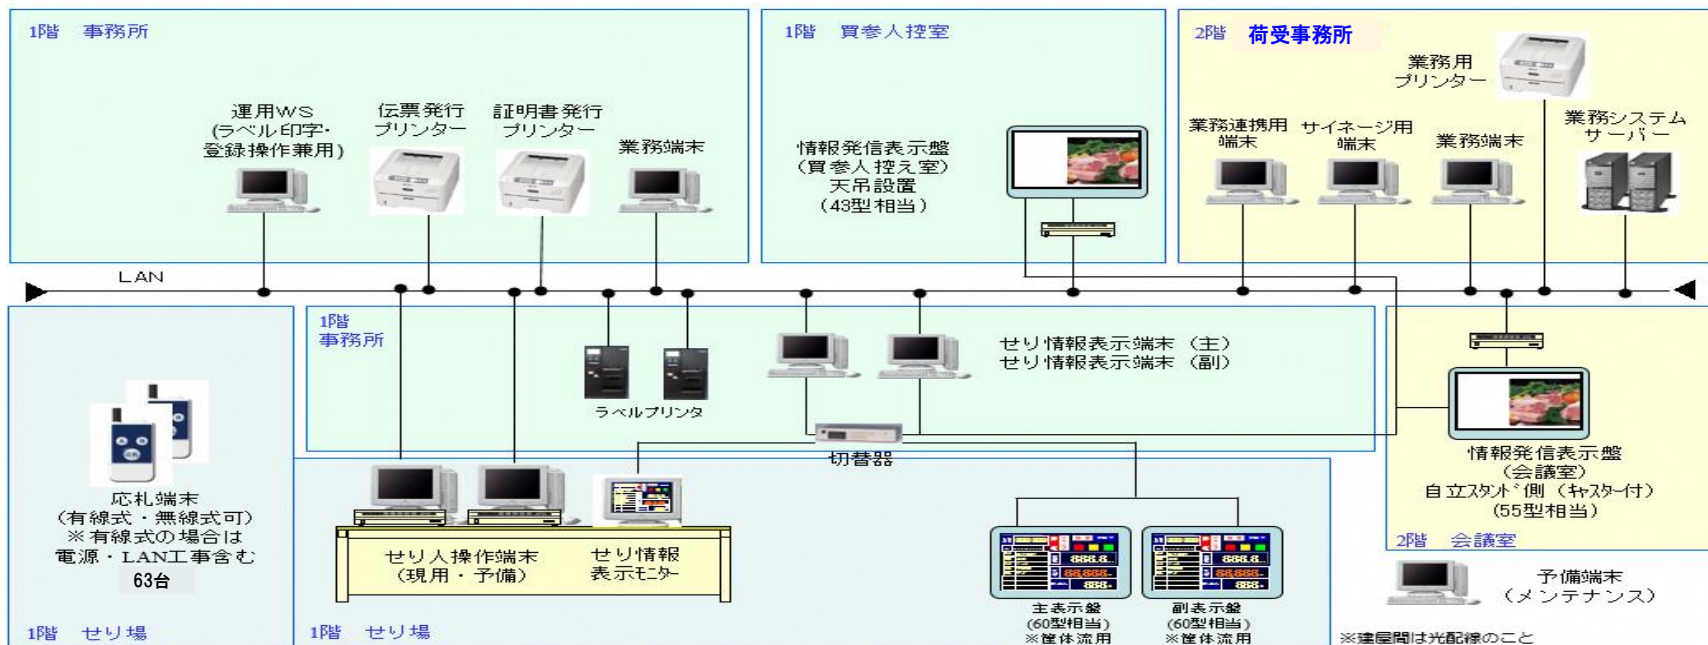 1階　事務所
運用WS
(ラベル印字・
登録操作兼用)
伝票発行
プリンター
証明書発行
プリンター
業務端末
1階　買参人控室
情報発信表示盤
(買参人控え室)
天吊設置
(43型相当)
2階　荷受事務所
業務用
プリンター
業務連携用
端末
サイネージ用
端末
業務端末
業務システム
サーバー
LAN
応札端末
(有線式・無線式可)
※有線式の場合は
電源・LAN工事含む
63台
1階　せり場
1階
事務所
ラベルプリンタ
せり情報表示端末（主）
せり情報表示端末（副）
切替器
せり人操作端末
(現用・予備)
せり情報
表示モニター
主表示盤
(60型相当)
※筐体流用
副表示盤
(60型相当)
※筐体流用
1階　せり場
情報発信表示盤
(会議室)
自立スタンド側（キャスター付)
(55型相当)
2階　会議室
予備端末
(メンテナンス)
※建屋間は光配線のこと